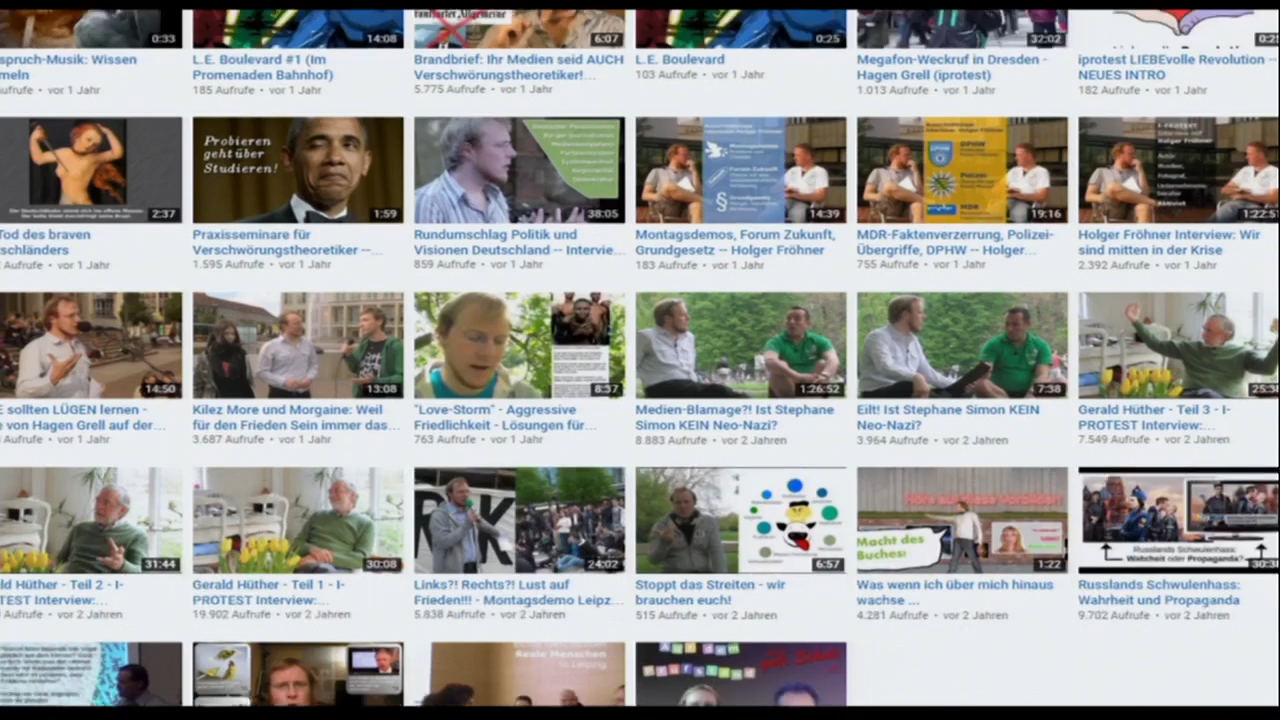 0:33
14:08
6:07
0:25
32:02
spruch-Musik: Wissen
L.E. Boulevard #1 (Im
Brandbrief: Ihr Medien seid AUCH
L.E. Boulevard
Megafon-Weckruf in Dresden -
iprotest LIEBEvolle Revolution --
meln
Promenaden Bahnhof)
Verschwörungstheoretiker!...
103 Aufrufe • vor 1 Jahr
Hagen Grell (iprotest)
NEUES INTRO
ufrufe • vor 1 Jahr
185 Aufrufe • vor 1 Jahr
5.775 Aufrufe • vor 1 Jahr
1.013 Aufrufe • vor 1 Jahr
182 Aufrufe • vor 1 Jahr
Probieren
geht über
Studieren!
2:37
1:59
38:05
14:39
19:16
1:22:5
Tod des braven
Praxisseminare für
Rundumschlag Politik und
Montagsdemos, Forum Zukunft,
MDR-Faktenverzerrung, Polizei-
Holger Fröhner Interview: Wir
schländers
Verschwörungstheoretiker --...
Visionen Deutschland -- Intervie...
Grundgesetz -- Holger Fröhner
Übergriffe, DPHW -- Holger...
sind mitten in der Krise
Aufrufe • vor 1 Jahr
1.595 Aufrufe • vor 1 Jahr
859 Aufrufe • vor 1 Jahr
183 Aufrufe • vor 1 Jahr
755 Aufrufe • vor 1 Jahr
2.392 Aufrufe • vor 1 Jahr
14:50
13:08
8:37
1:26:52
7:38
25:3
E sollten LÜGEN lernen -
Kilez More und Morgaine: Weil
"Love-Storm" - Aggressive
Medien-Blamage?! Ist Stephane
Eilt! Ist Stephane Simon KEIN
Gerald Hüther - Teil 3 - I-
von Hagen Grell auf der...
für den Frieden Sein immer das...
Friedlichkeit - Lösungen für...
Simon KEIN Neo-Nazi?
Neo-Nazi?
PROTEST Interview:...
Aufrufe • vor 1 Jahr
3.687 Aufrufe • vor 1 Jahr
763 Aufrufe • vor 1 Jahr
8.883 Aufrufe • vor 2 Jahren
3.964 Aufrufe • vor 2 Jahren
7.549 Aufrufe • vor 2 Jahren
Macht des
Buches:
Russlands Schwulenhass:
Wahrheit oder Propaganda?
31:44
30:08
24:02
6:57
1:22
30:3
ld Hüther - Teil 2 - I-
Gerald Hüther - Teil 1 - I-
Links?! Rechts?! Lust auf
Stoppt das Streiten - wir
Was wenn ich über mich hinaus
Russlands Schwulenhass:
TEST Interview:...
PROTEST Interview:...
Frieden!!! - Montagsdemo Leipz...
brauchen euch!
wachse ...
Wahrheit und Propaganda
Aufrufe • vor 2 Jahren
19.902 Aufrufe • vor 2 Jahren
5.838 Aufrufe • vor 2 Jahren
515 Aufrufe • vor 2 Jahren
4.281 Aufrufe • vor 2 Jahren
9.702 Aufrufe • vor 2 Jahren
Reale Menschen
in Leipzig.